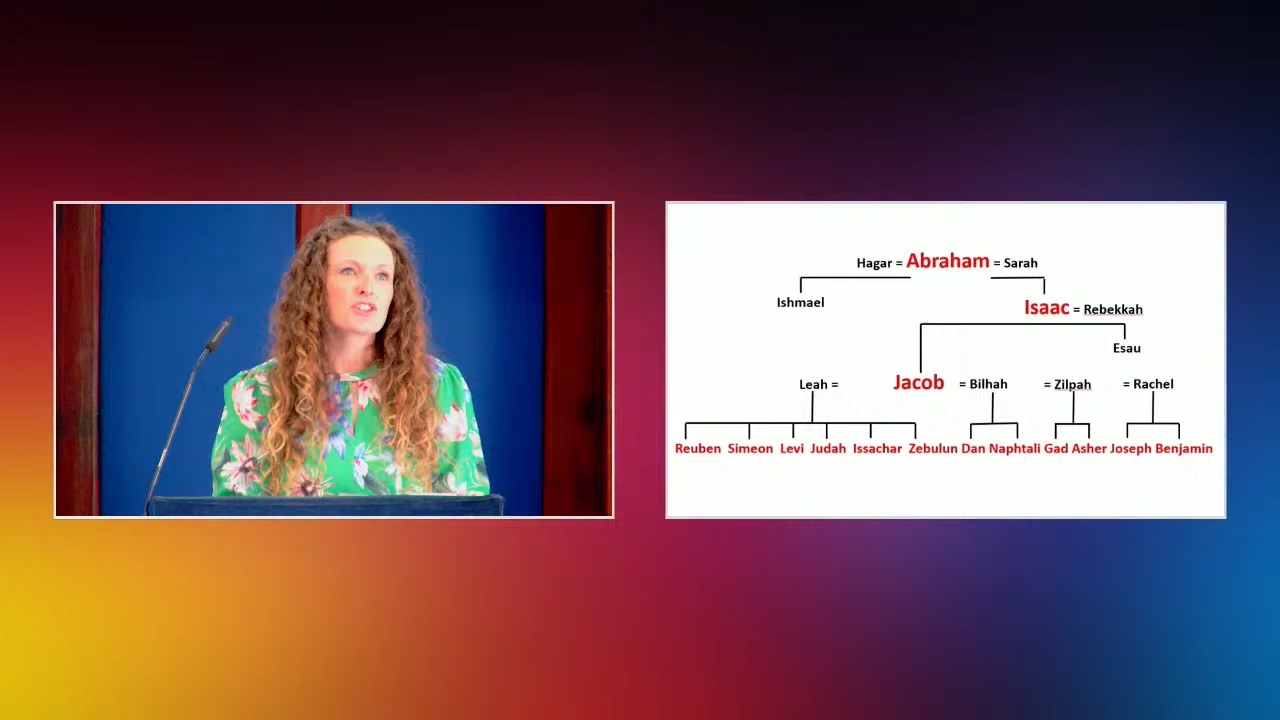 Hagar = Abraham = Sarah
Ishmael
Isaac = Rebekkah
Esau
Leah = Jacob = Bilhah = Zilpah = Rachel
Reuben Simeon Levi Judah Issachar Zebulun Dan Naphtali Gad Asher Joseph Benjamin